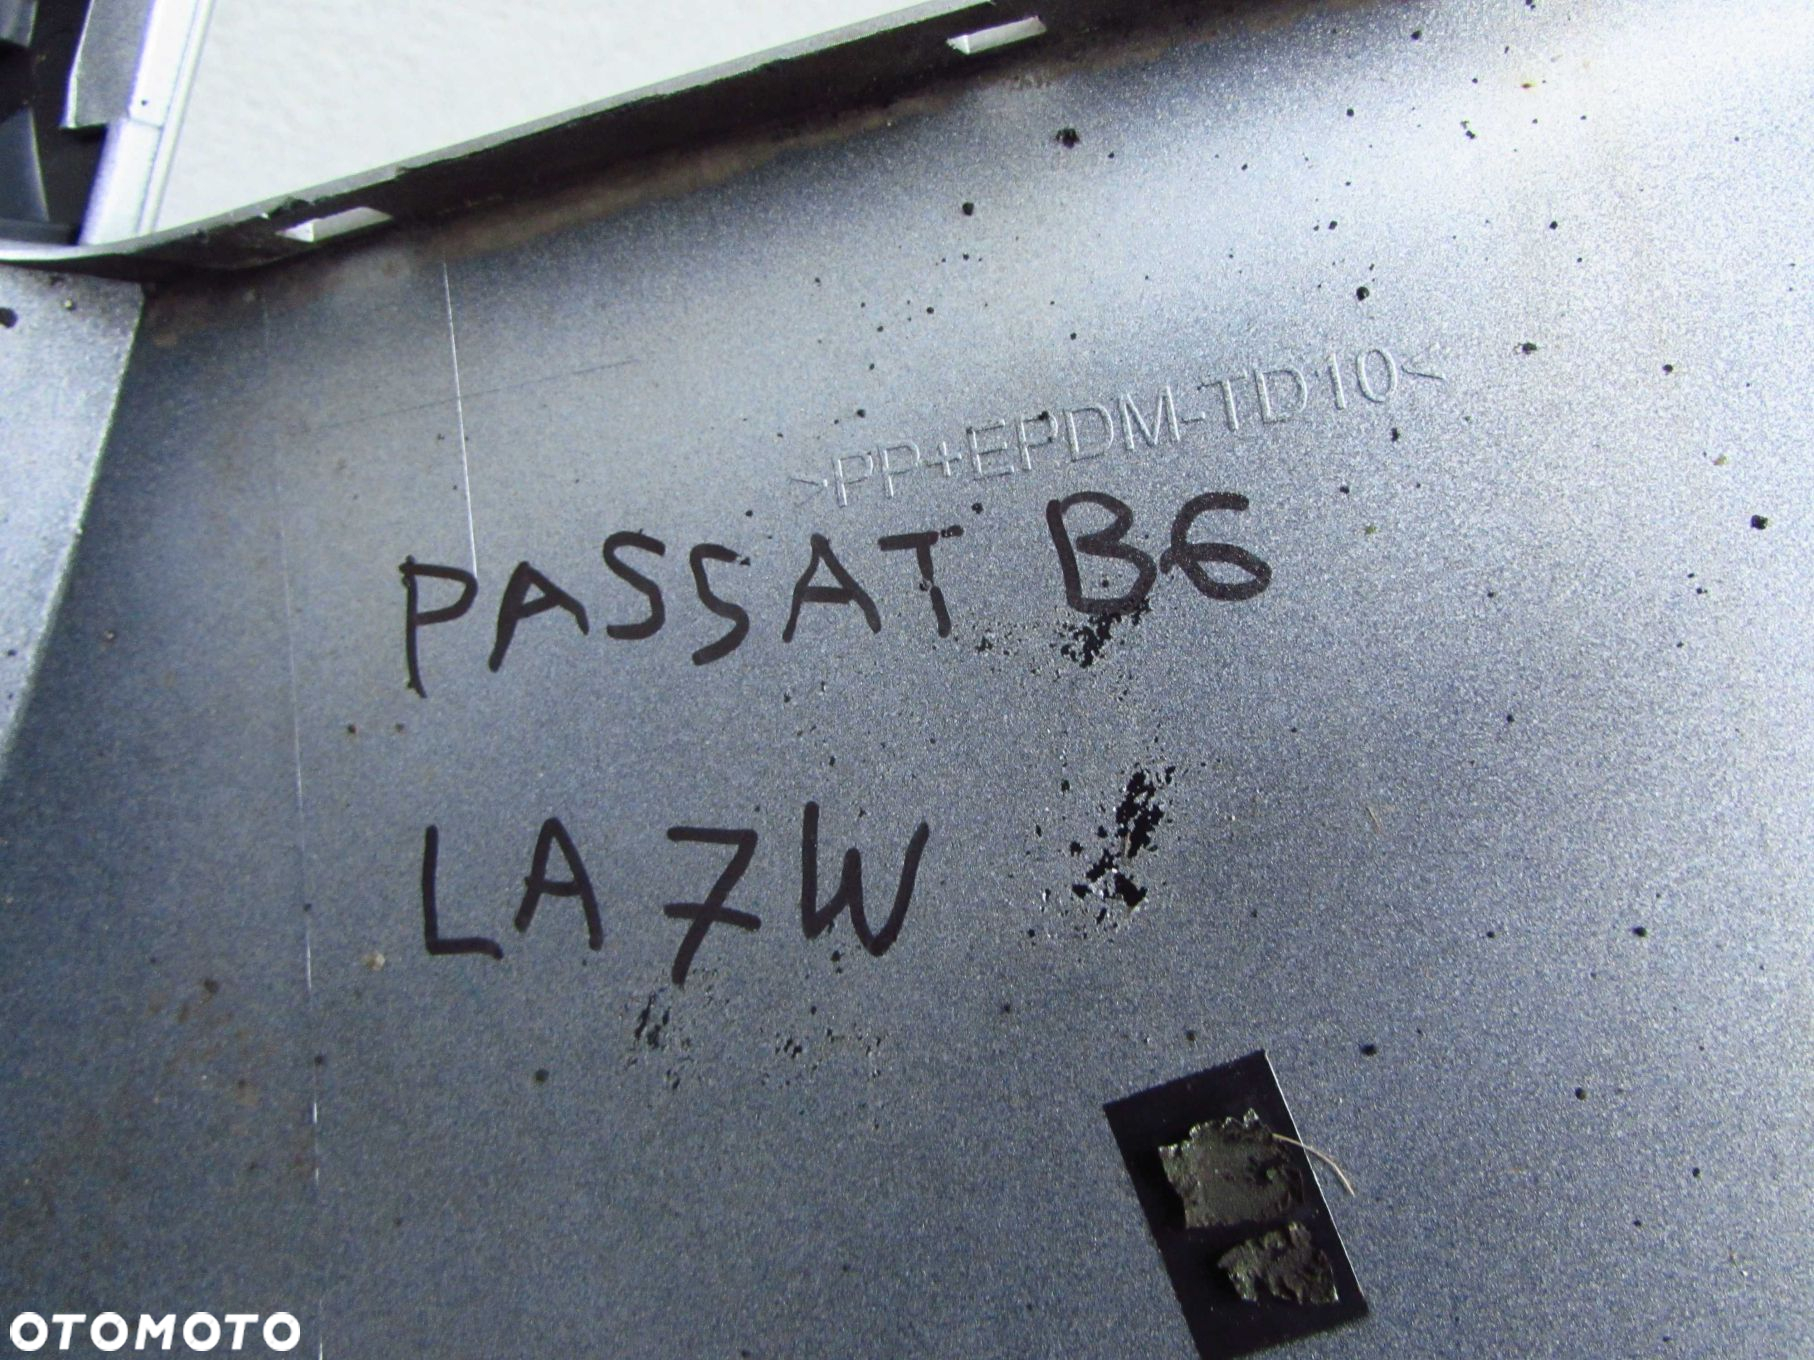 >PP+EPDM-TD10<
PASSAT B6
LA7W
OTOMOTO